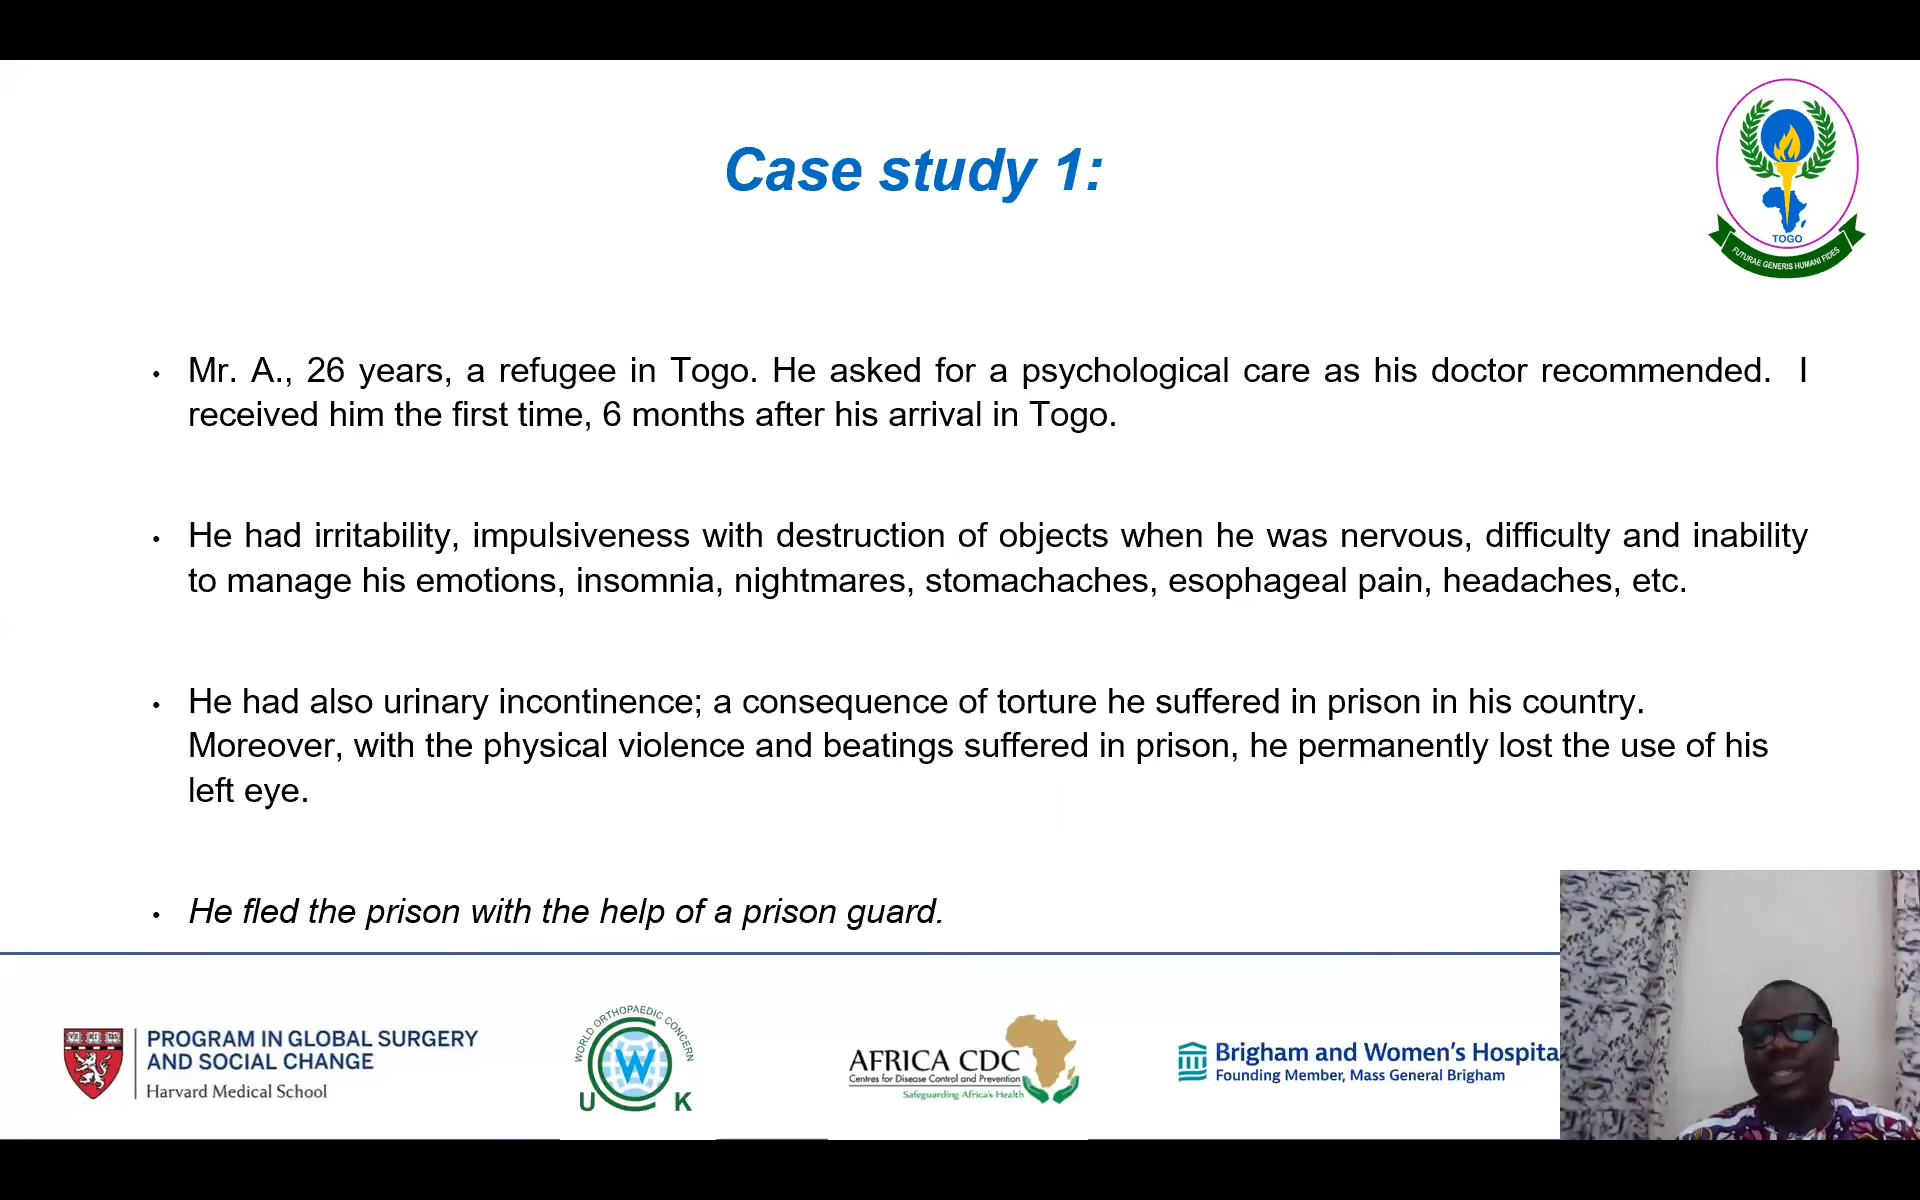 Case study 1:
TOGO
FUTURAE GENERIS HUMANI FIDES
• Mr. A., 26 years, a refugee in Togo. He asked for a psychological care as his doctor recommended. I
received him the first time, 6 months after his arrival in Togo.
• He had irritability, impulsiveness with destruction of objects when he was nervous, difficulty and inability
to manage his emotions, insomnia, nightmares, stomachaches, esophageal pain, headaches, etc.
• He had also urinary incontinence; a consequence of torture he suffered in prison in his country.
Moreover, with the physical violence and beatings suffered in prison, he permanently lost the use of his
left eye.
• He fled the prison with the help of a prison guard.
PROGRAM IN GLOBAL SURGERY
AND SOCIAL CHANGE
Harvard Medical School
WORLD ORTHOPAEDIC CONCERN
W
U K
AFRICA CDC
Centres for Disease Control and Prevention
Safeguarding Africa's Health
Brigham and Women's Hospita
Founding Member, Mass General Brigham